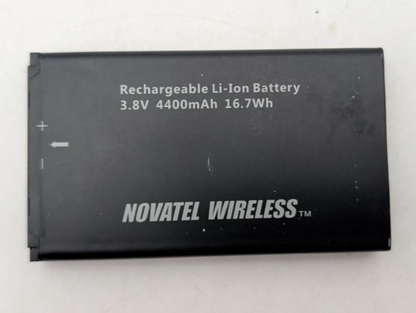 Rechargeable Li-Ion Battery
3.8V 4400mAh 16.7Wh
+
−
NOVATEL WIRELESS™